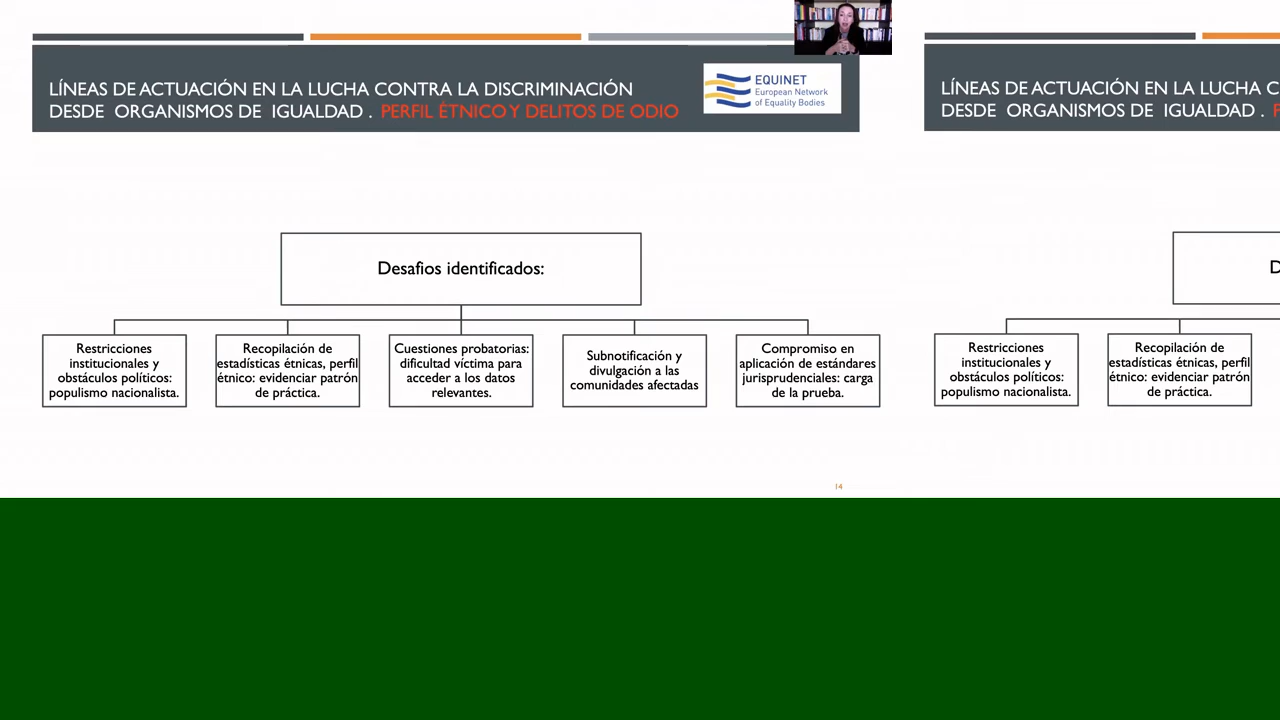 LÍNEAS DE ACTUACIÓN EN LA LUCHA CONTRA LA DISCRIMINACIÓN
DESDE ORGANISMOS DE IGUALDAD . PERFIL ÉTNICO Y DELITOS DE ODIO
EQUINET
European Network
of Equality Bodies
Desafios identificados:
Restricciones
institucionales y
obstáculos políticos:
populismo nacionalista.
Recopilación de
estadísticas étnicas, perfil
étnico: evidenciar patrón
de práctica.
Cuestiones probatorias:
dificultad víctima para
acceder a los datos
relevantes.
Subnotificación y
divulgación a las
comunidades afectadas
Compromiso en
aplicación de estándares
jurisprudenciales: carga
de la prueba.
14
LÍNEAS DE ACTUACIÓN EN LA LUCHA C
DESDE ORGANISMOS DE IGUALDAD . P
D
Restricciones
institucionales y
obstáculos políticos:
populismo nacionalista.
Recopilación de
estadísticas étnicas, perfil
étnico: evidenciar patrón
de práctica.